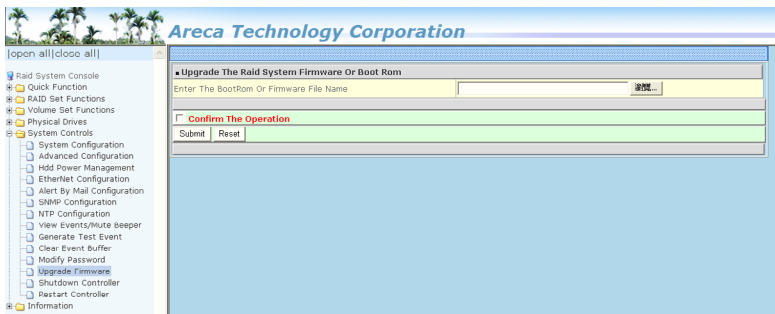 Areca Technology Corporation
|open all|close all|
Raid System Console
Quick Function
RAID Set Functions
Volume Set Functions
Physical Drives
System Controls
System Configuration
Advanced Configuration
Hdd Power Management
EtherNet Configuration
Alert By Mail Configuration
SNMP Configuration
NTP Configuration
View Events/Mute Beeper
Generate Test Event
Clear Event Buffer
Modify Password
Upgrade Firmware
Shutdown Controller
Restart Controller
Information
Upgrade The Raid System Firmware Or Boot Rom
Enter The BootRom Or Firmware File Name
瀏覽...
Confirm The Operation
Submit Reset